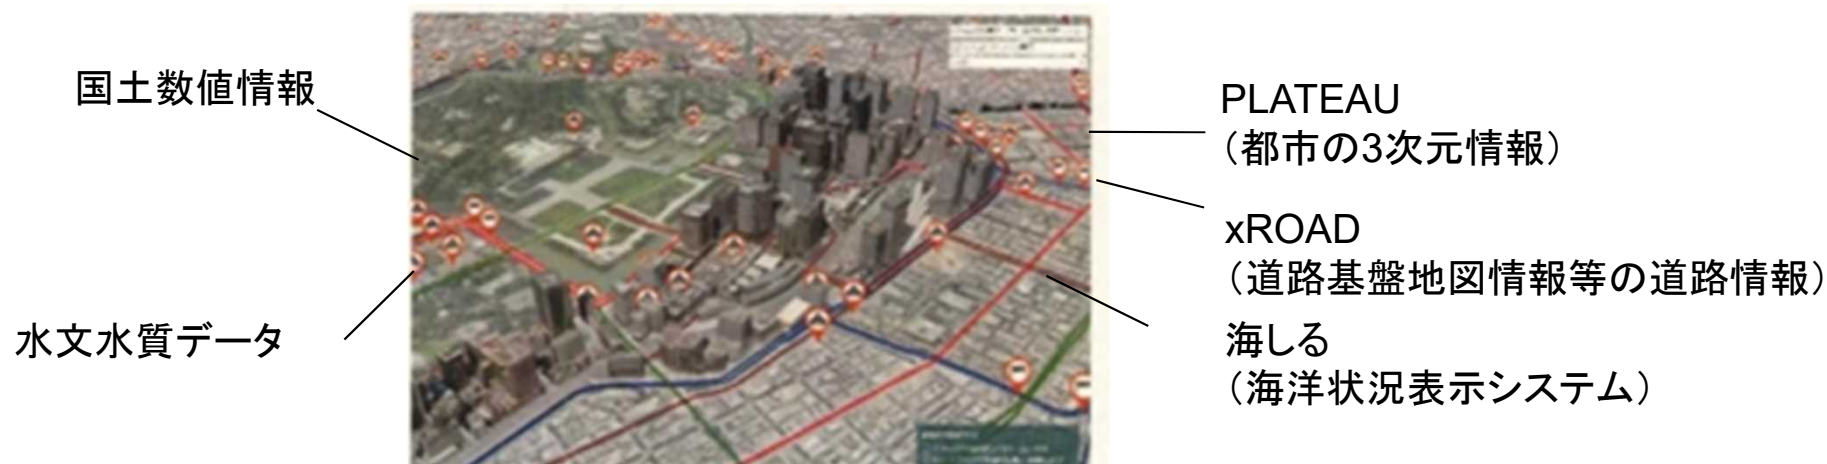 国土数値情報
水文水質データ
PLATEAU
（都市の3次元情報）
xROAD
（道路基盤地図情報等の道路情報）
海しる
（海洋状況表示システム）